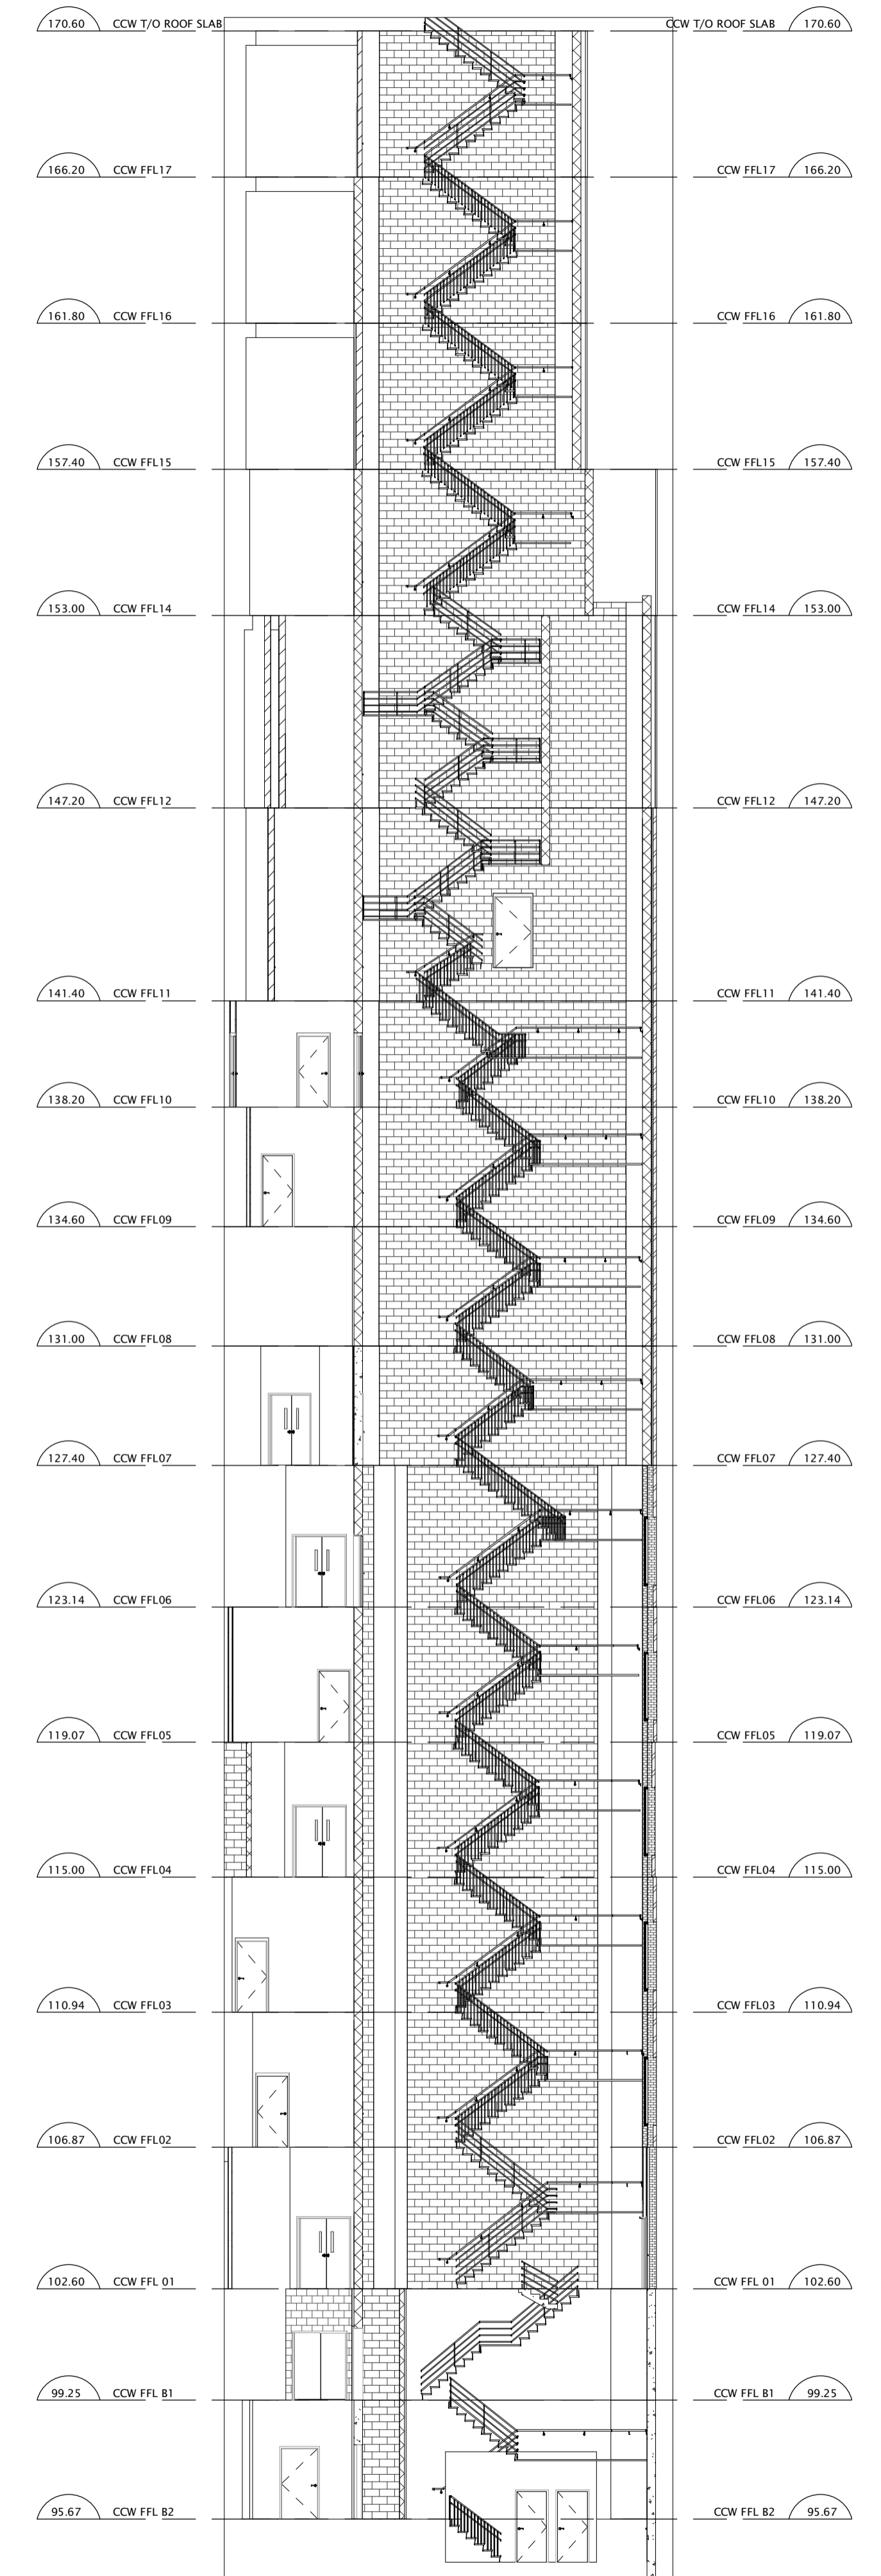 170.60 CCW T/O ROOF SLAB CCW T/O ROOF SLAB 170.60
166.20 CCW FFL17 CCW FFL17 166.20
161.80 CCW FFL16 CCW FFL16 161.80
157.40 CCW FFL15 CCW FFL15 157.40
153.00 CCW FFL14 CCW FFL14 153.00
147.20 CCW FFL12 CCW FFL12 147.20
141.40 CCW FFL11 CCW FFL11 141.40
138.20 CCW FFL10 CCW FFL10 138.20
134.60 CCW FFL09 CCW FFL09 134.60
131.00 CCW FFL08 CCW FFL08 131.00
127.40 CCW FFL07 CCW FFL07 127.40
123.14 CCW FFL06 CCW FFL06 123.14
119.07 CCW FFL05 CCW FFL05 119.07
115.00 CCW FFL04 CCW FFL04 115.00
110.94 CCW FFL03 CCW FFL03 110.94
106.87 CCW FFL02 CCW FFL02 106.87
102.60 CCW FFL 01 CCW FFL 01 102.60
99.25 CCW FFL B1 CCW FFL B1 99.25
95.67 CCW FFL B2 CCW FFL B2 95.67